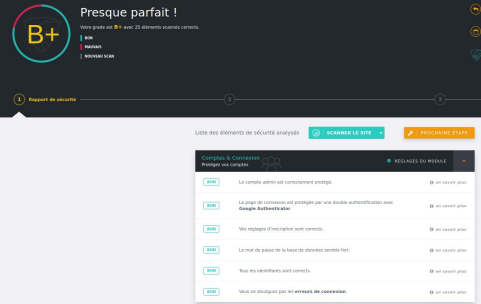 B+
Presque parfait !
Votre grade est B+ avec 25 éléments scannés corrects.
BON
MAUVAIS
NOUVEAU SCAN
1 Rapport de sécurité 2 3
Liste des éléments de sécurité analysés SCANNER LE SITE PROCHAINE ÉTAPE
Comptes & Connexion
Protégez vos comptes RÉGLAGES DU MODULE
BON Le compte admin est correctement protégé. en savoir plus
BON La page de connexion est protégée par une double authentification avec
Google Authenticator. en savoir plus
BON Vos réglages d'inscription sont corrects. en savoir plus
BON Le mot de passe de la base de données semble fort. en savoir plus
BON Tous les identifiants sont corrects. en savoir plus
BON Vous ne divulguez pas les erreurs de connexion. en savoir plus